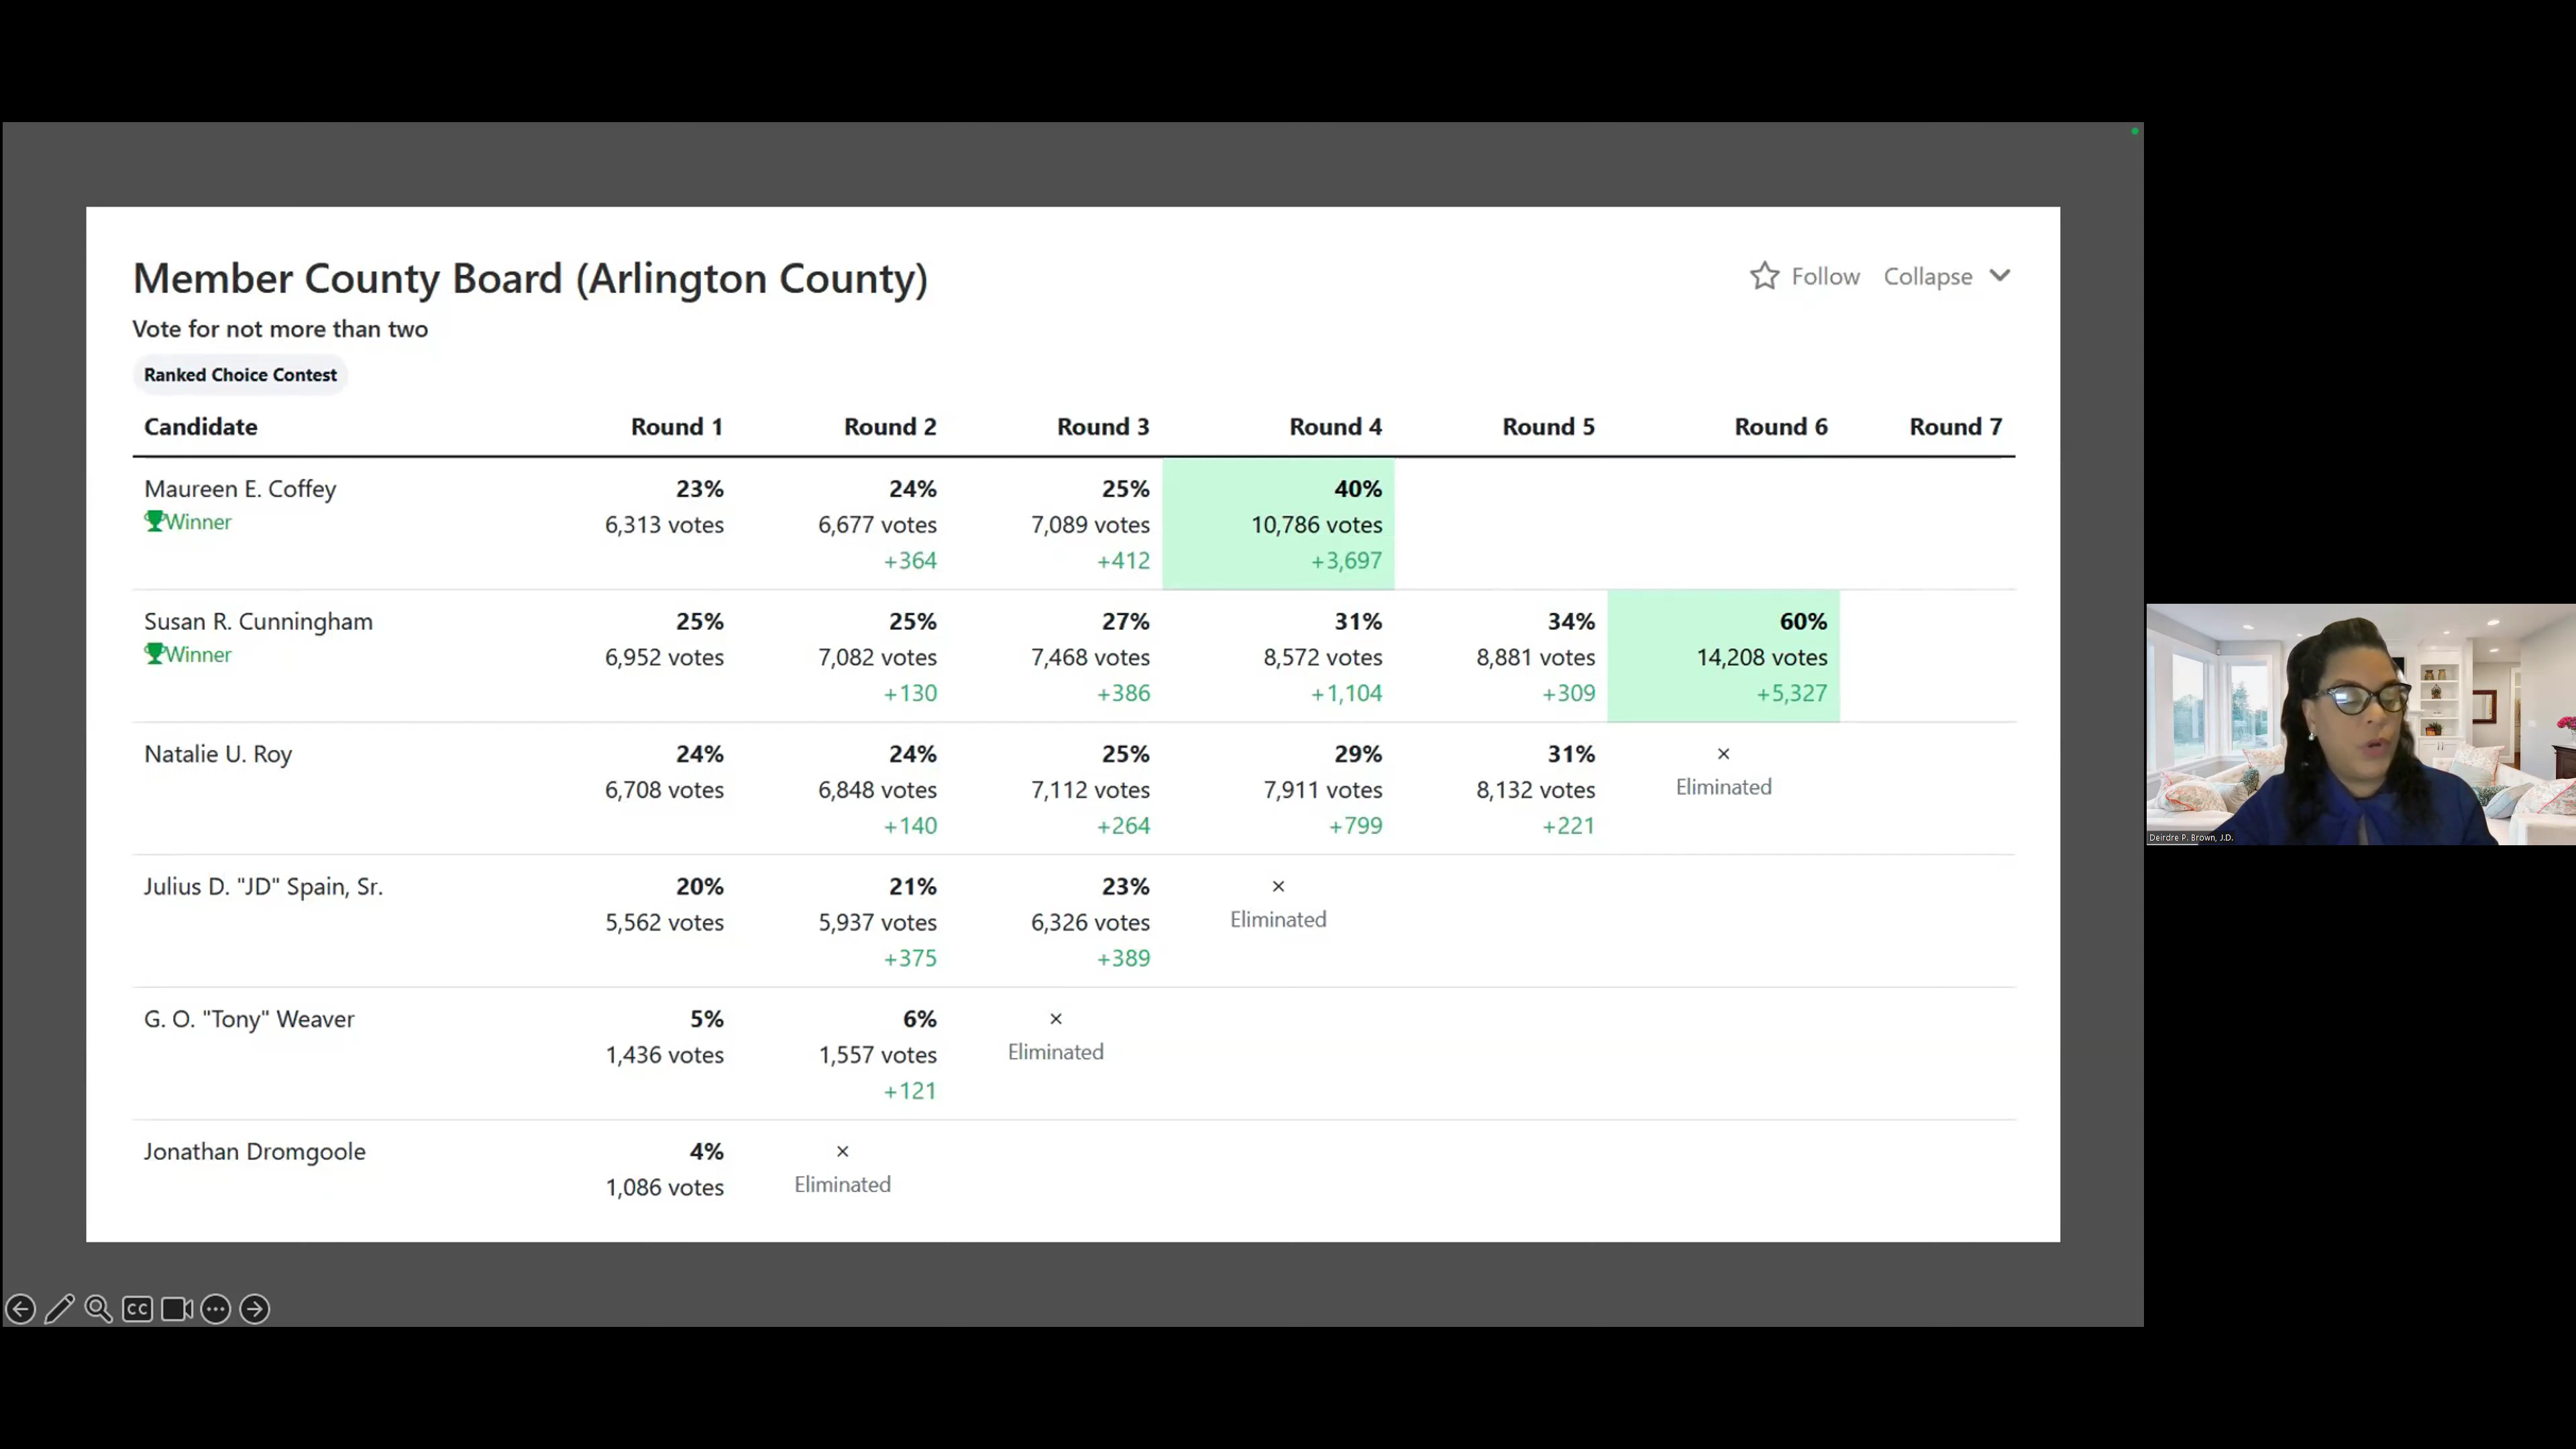 Member County Board (Arlington County)
Follow Collapse
Vote for not more than two
Ranked Choice Contest
Candidate Round 1 Round 2 Round 3 Round 4 Round 5 Round 6 Round 7
Maureen E. Coffey 23% 24% 25% 40%
Winner 6,313 votes 6,677 votes 7,089 votes 10,786 votes
+364 +412 +3,697
Susan R. Cunningham 25% 25% 27% 31% 34% 60%
Winner 6,952 votes 7,082 votes 7,468 votes 8,572 votes 8,881 votes 14,208 votes
+130 +386 +1,104 +309 +5,327
Natalie U. Roy 24% 24% 25% 29% 31% ×
6,708 votes 6,848 votes 7,112 votes 7,911 votes 8,132 votes Eliminated
+140 +264 +799 +221
Julius D. "JD" Spain, Sr. 20% 21% 23% ×
5,562 votes 5,937 votes 6,326 votes Eliminated
+375 +389
G. O. "Tony" Weaver 5% 6% ×
1,436 votes 1,557 votes Eliminated
+121
Jonathan Dromgoole 4% ×
1,086 votes Eliminated
CC
Deirdre P. Brown, J.D.